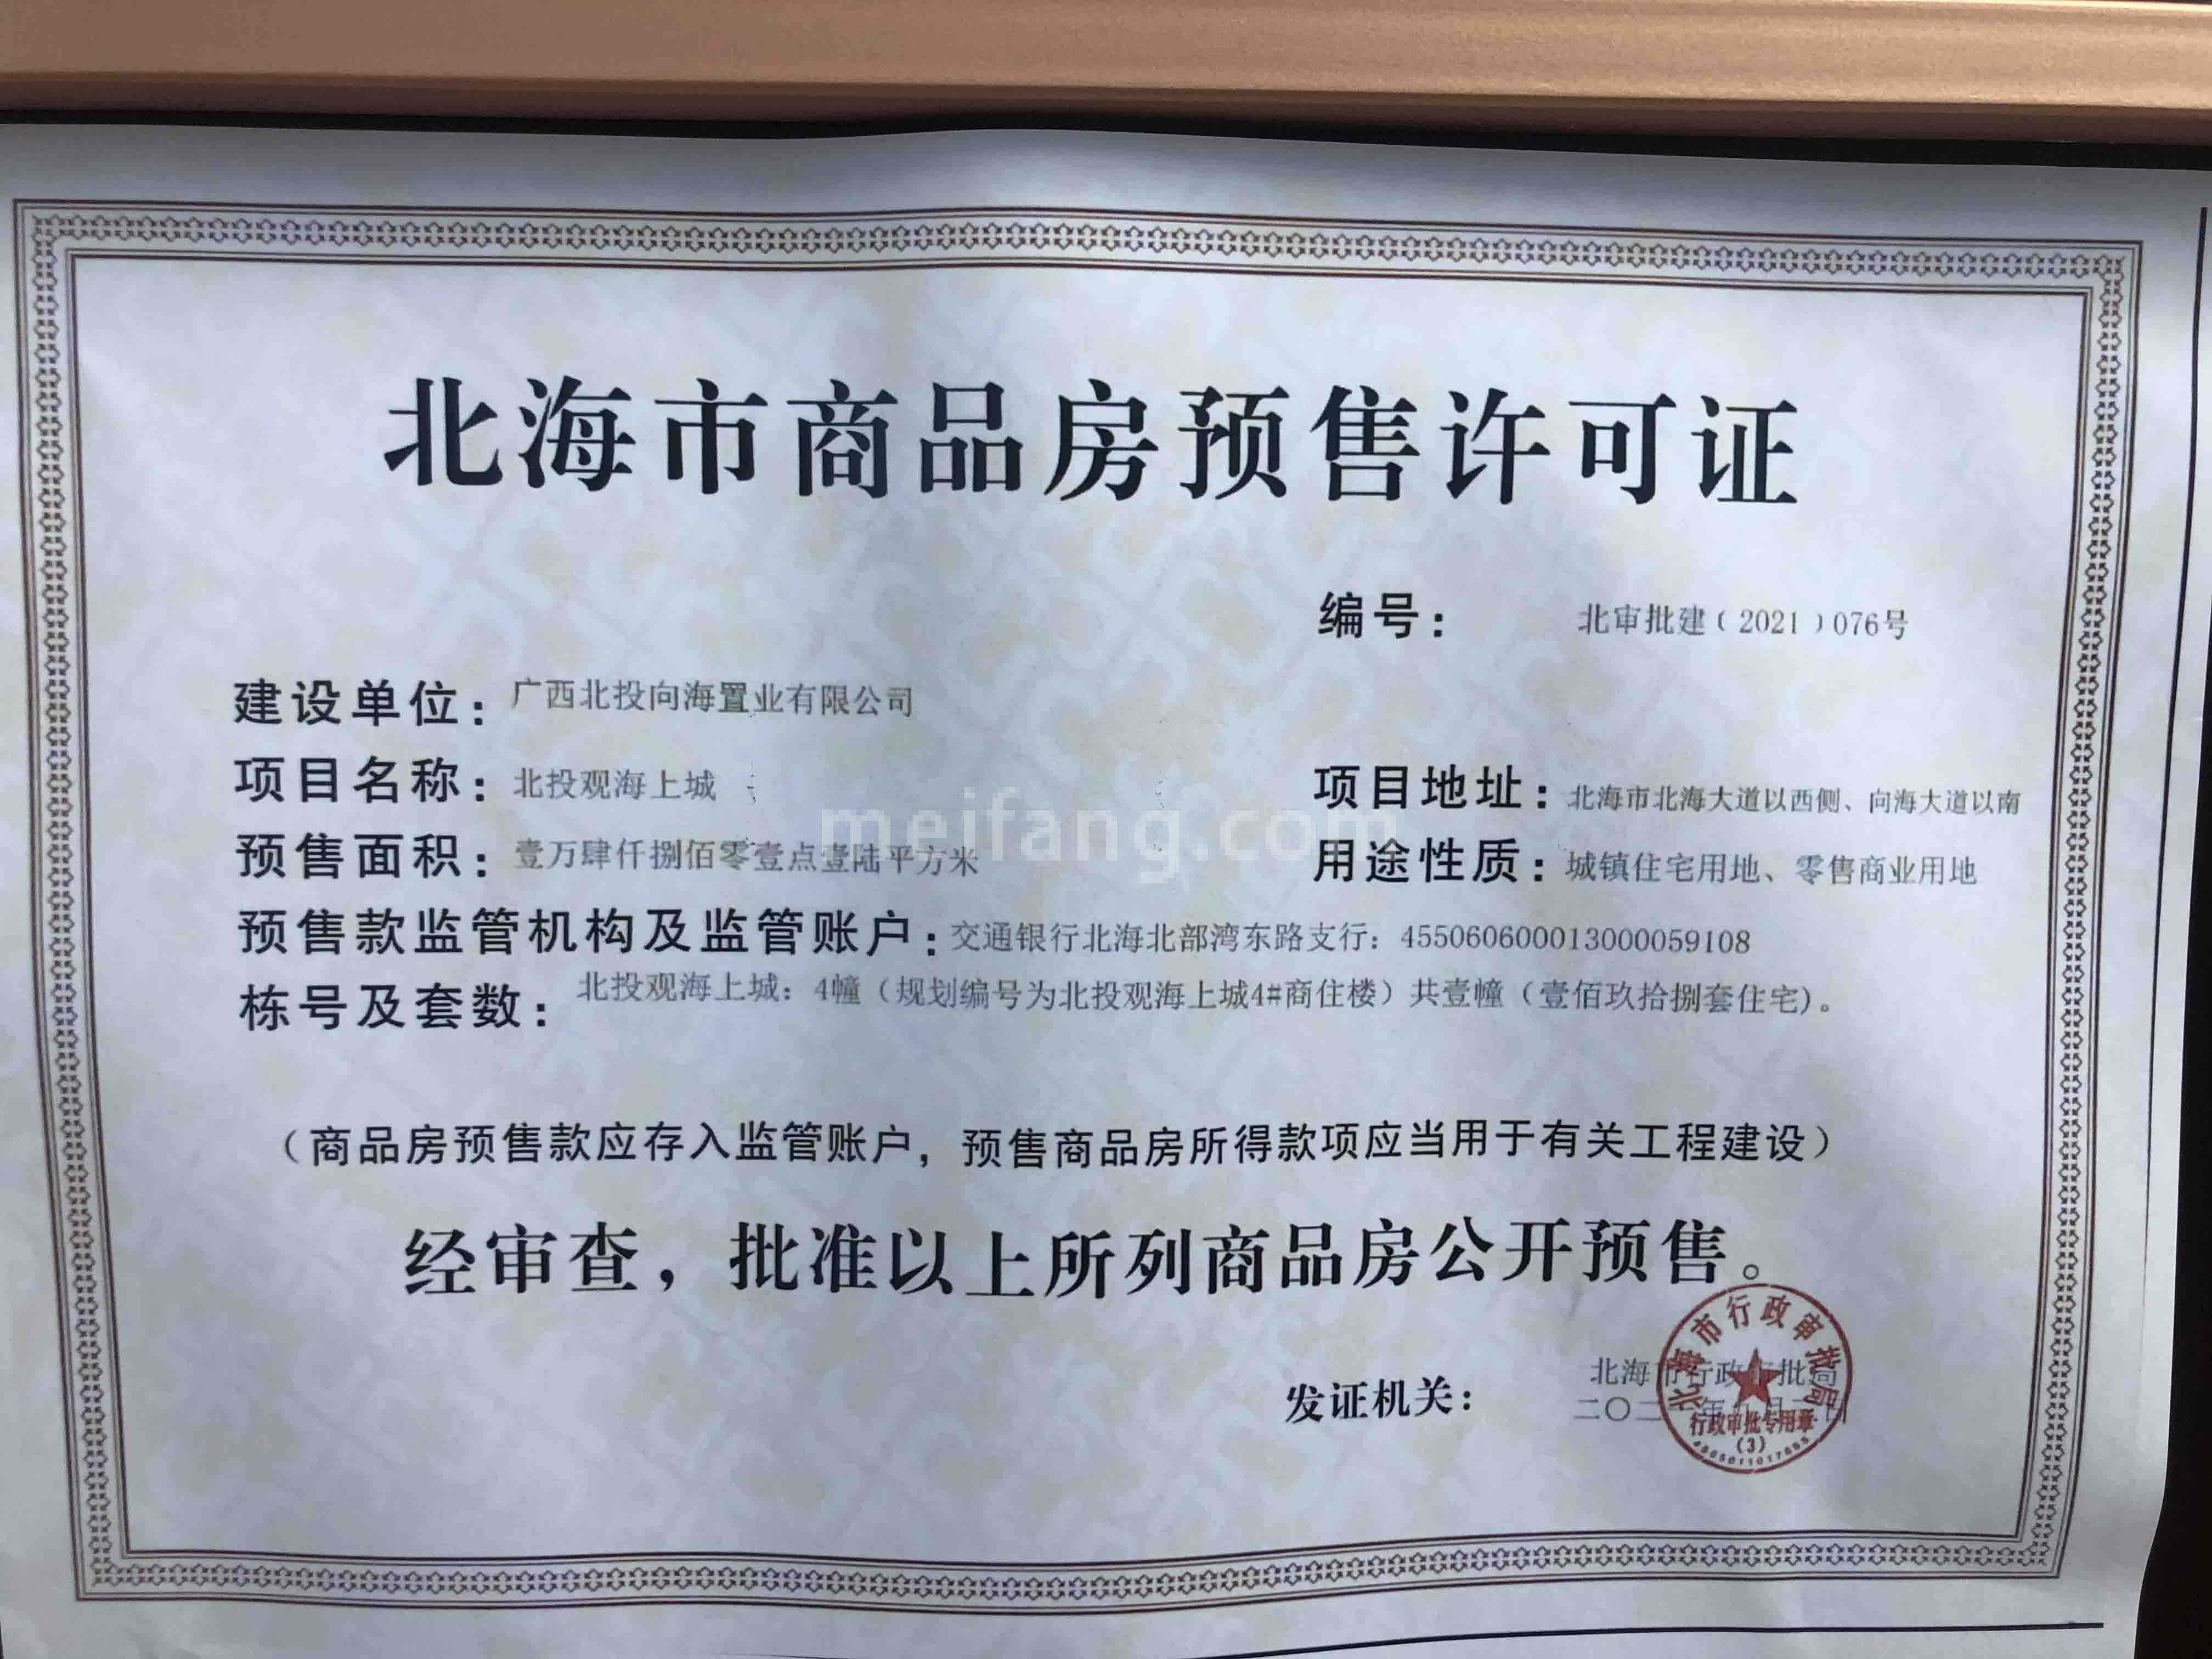 北海市商品房预售许可证
编号： 北审批建（2021）076号
建设单位：广西北投向海置业有限公司
项目名称：北投观海上城
项目地址：北海市北海大道以西侧、向海大道以南
预售面积：壹万肆仟捌佰零壹点壹陆平方米
用途性质：城镇住宅用地、零售商业用地
meifang.com
预售款监管机构及监管账户：交通银行北海北部湾东路支行：455060600013000059108
栋号及套数：北投观海上城：4幢（规划编号为北投观海上城4#商住楼）共壹幢（壹佰玖拾捌套住宅)。
（商品房预售款应存入监管账户，预售商品房所得款项应当用于有关工程建设）
经审查，批准以上所列商品房公开预售。
发证机关： 北海市行政审批局
二〇二
北海市行政审批局
行政审批专用章
(3)